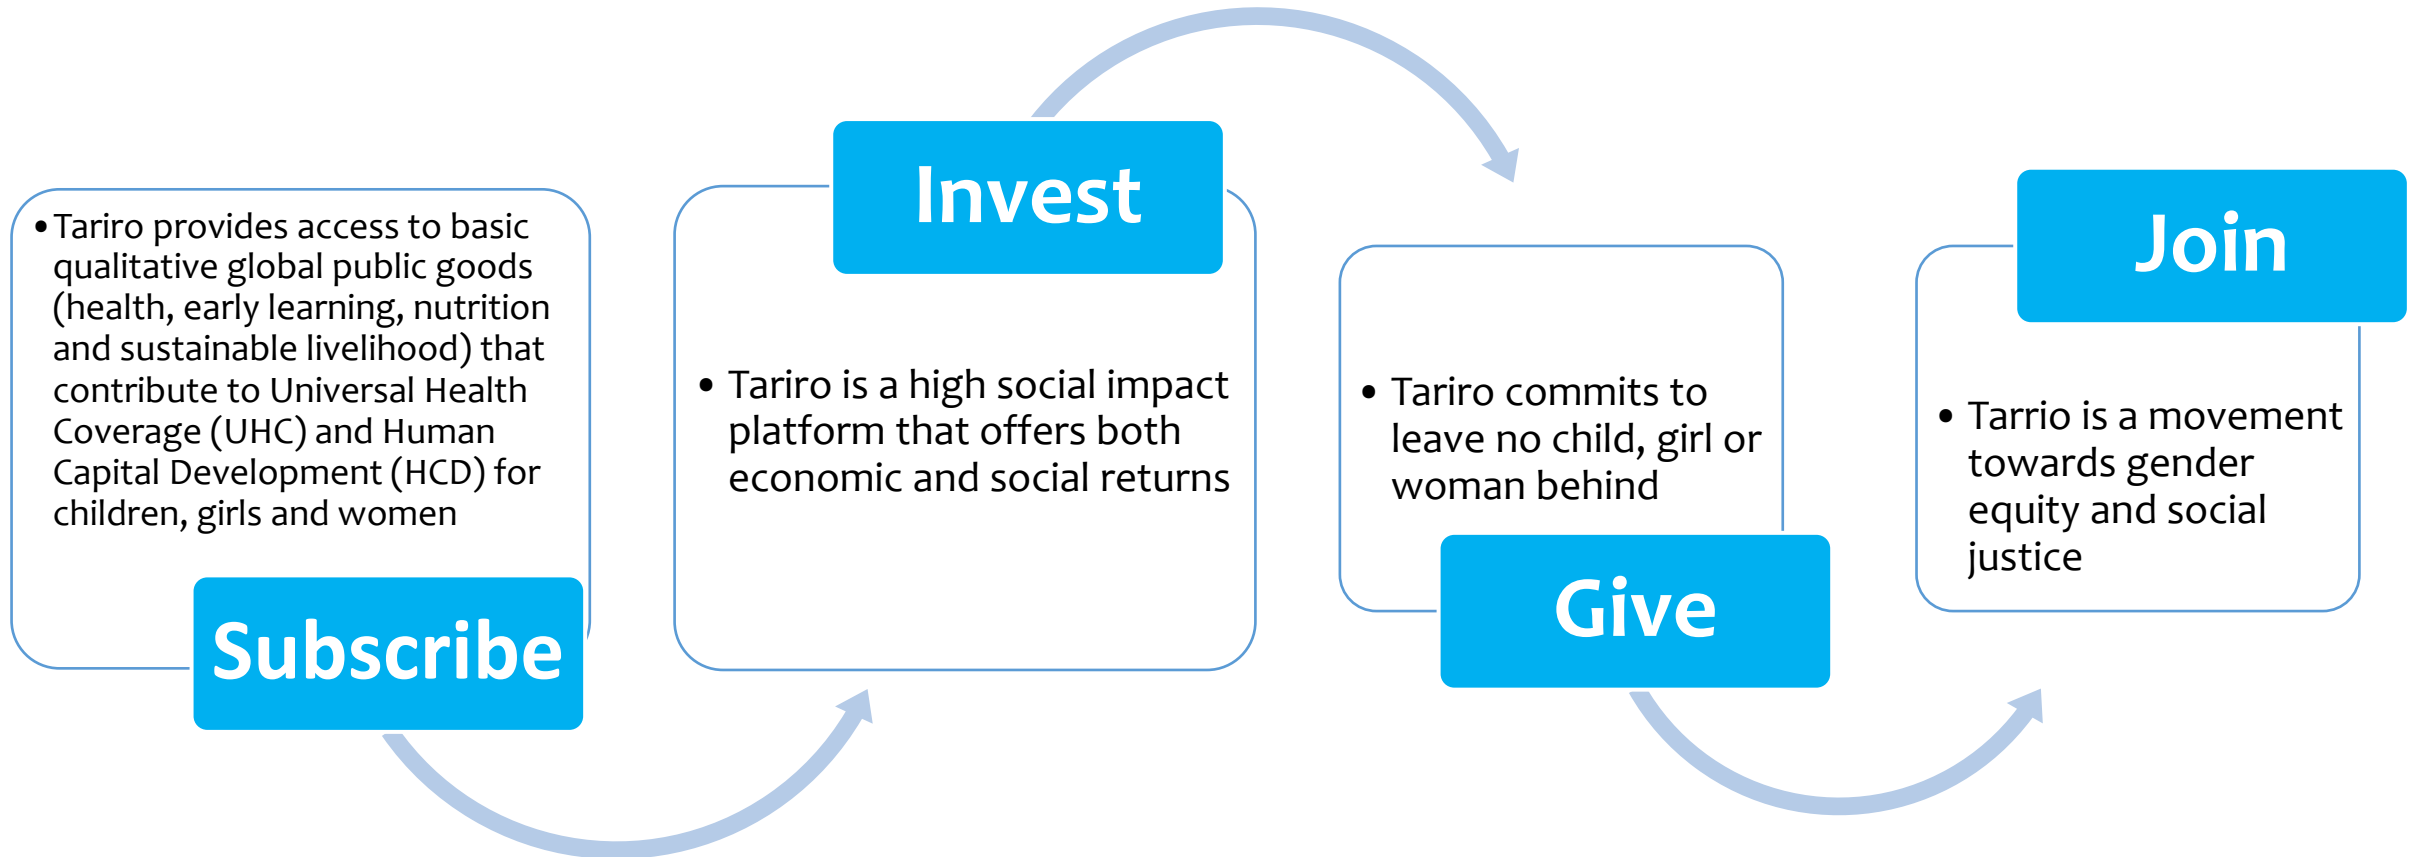 •Tariro provides access to basic
qualitative global public goods
(health, early learning, nutrition
and sustainable livelihood) that
contribute to Universal Health
Coverage (UHC) and Human
Capital Development (HCD) for
children, girls and women
Subscribe
Invest
• Tariro is a high social impact
platform that offers both
economic and social returns
• Tariro commits to
leave no child, girl or
woman behind
Give
Join
• Tarrio is a movement
towards gender
equity and social
justice